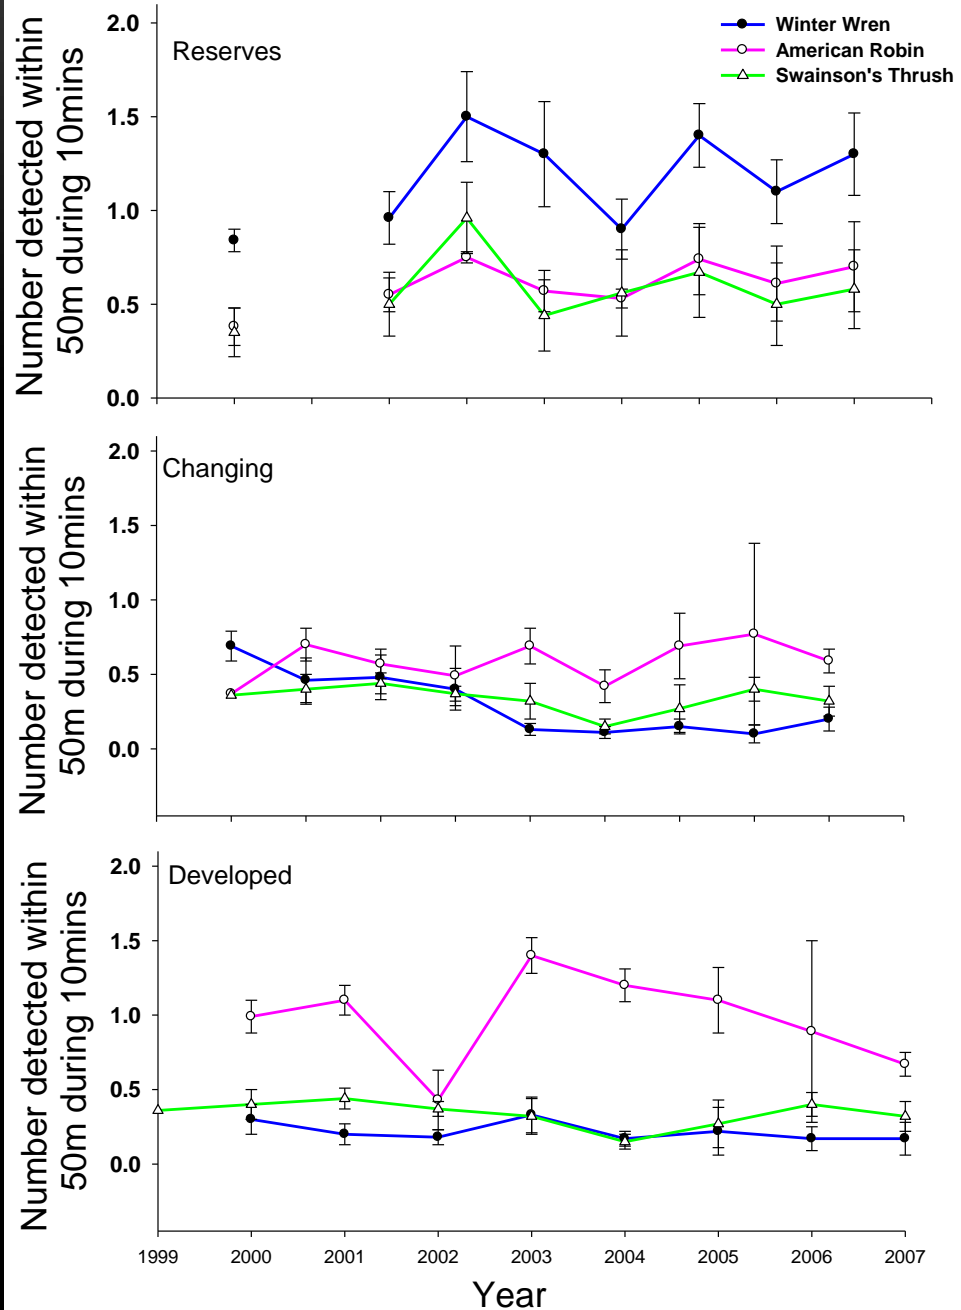 2.0
Winter Wren
American Robin
Swainson's Thrush
Reserves
1.5
1.0
0.5
0.0
Number detected within
50m during 10mins
2.0
Changing
1.5
1.0
0.5
0.0
Number detected within
50m during 10mins
2.0
Developed
1.5
1.0
0.5
0.0
Number detected within
50m during 10mins
1999 2000 2001 2002 2003 2004 2005 2006 2007
Year